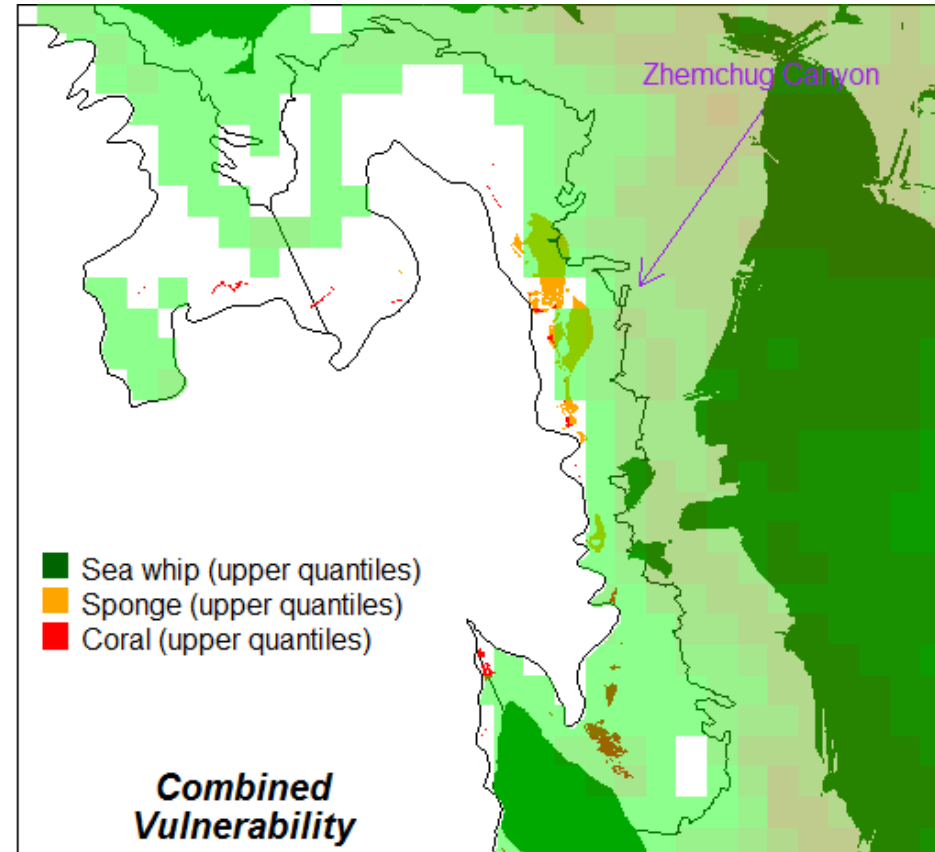 Zhemchug Canyon
Sea whip (upper quantiles)
Sponge (upper quantiles)
Coral (upper quantiles)
Combined
Vulnerability